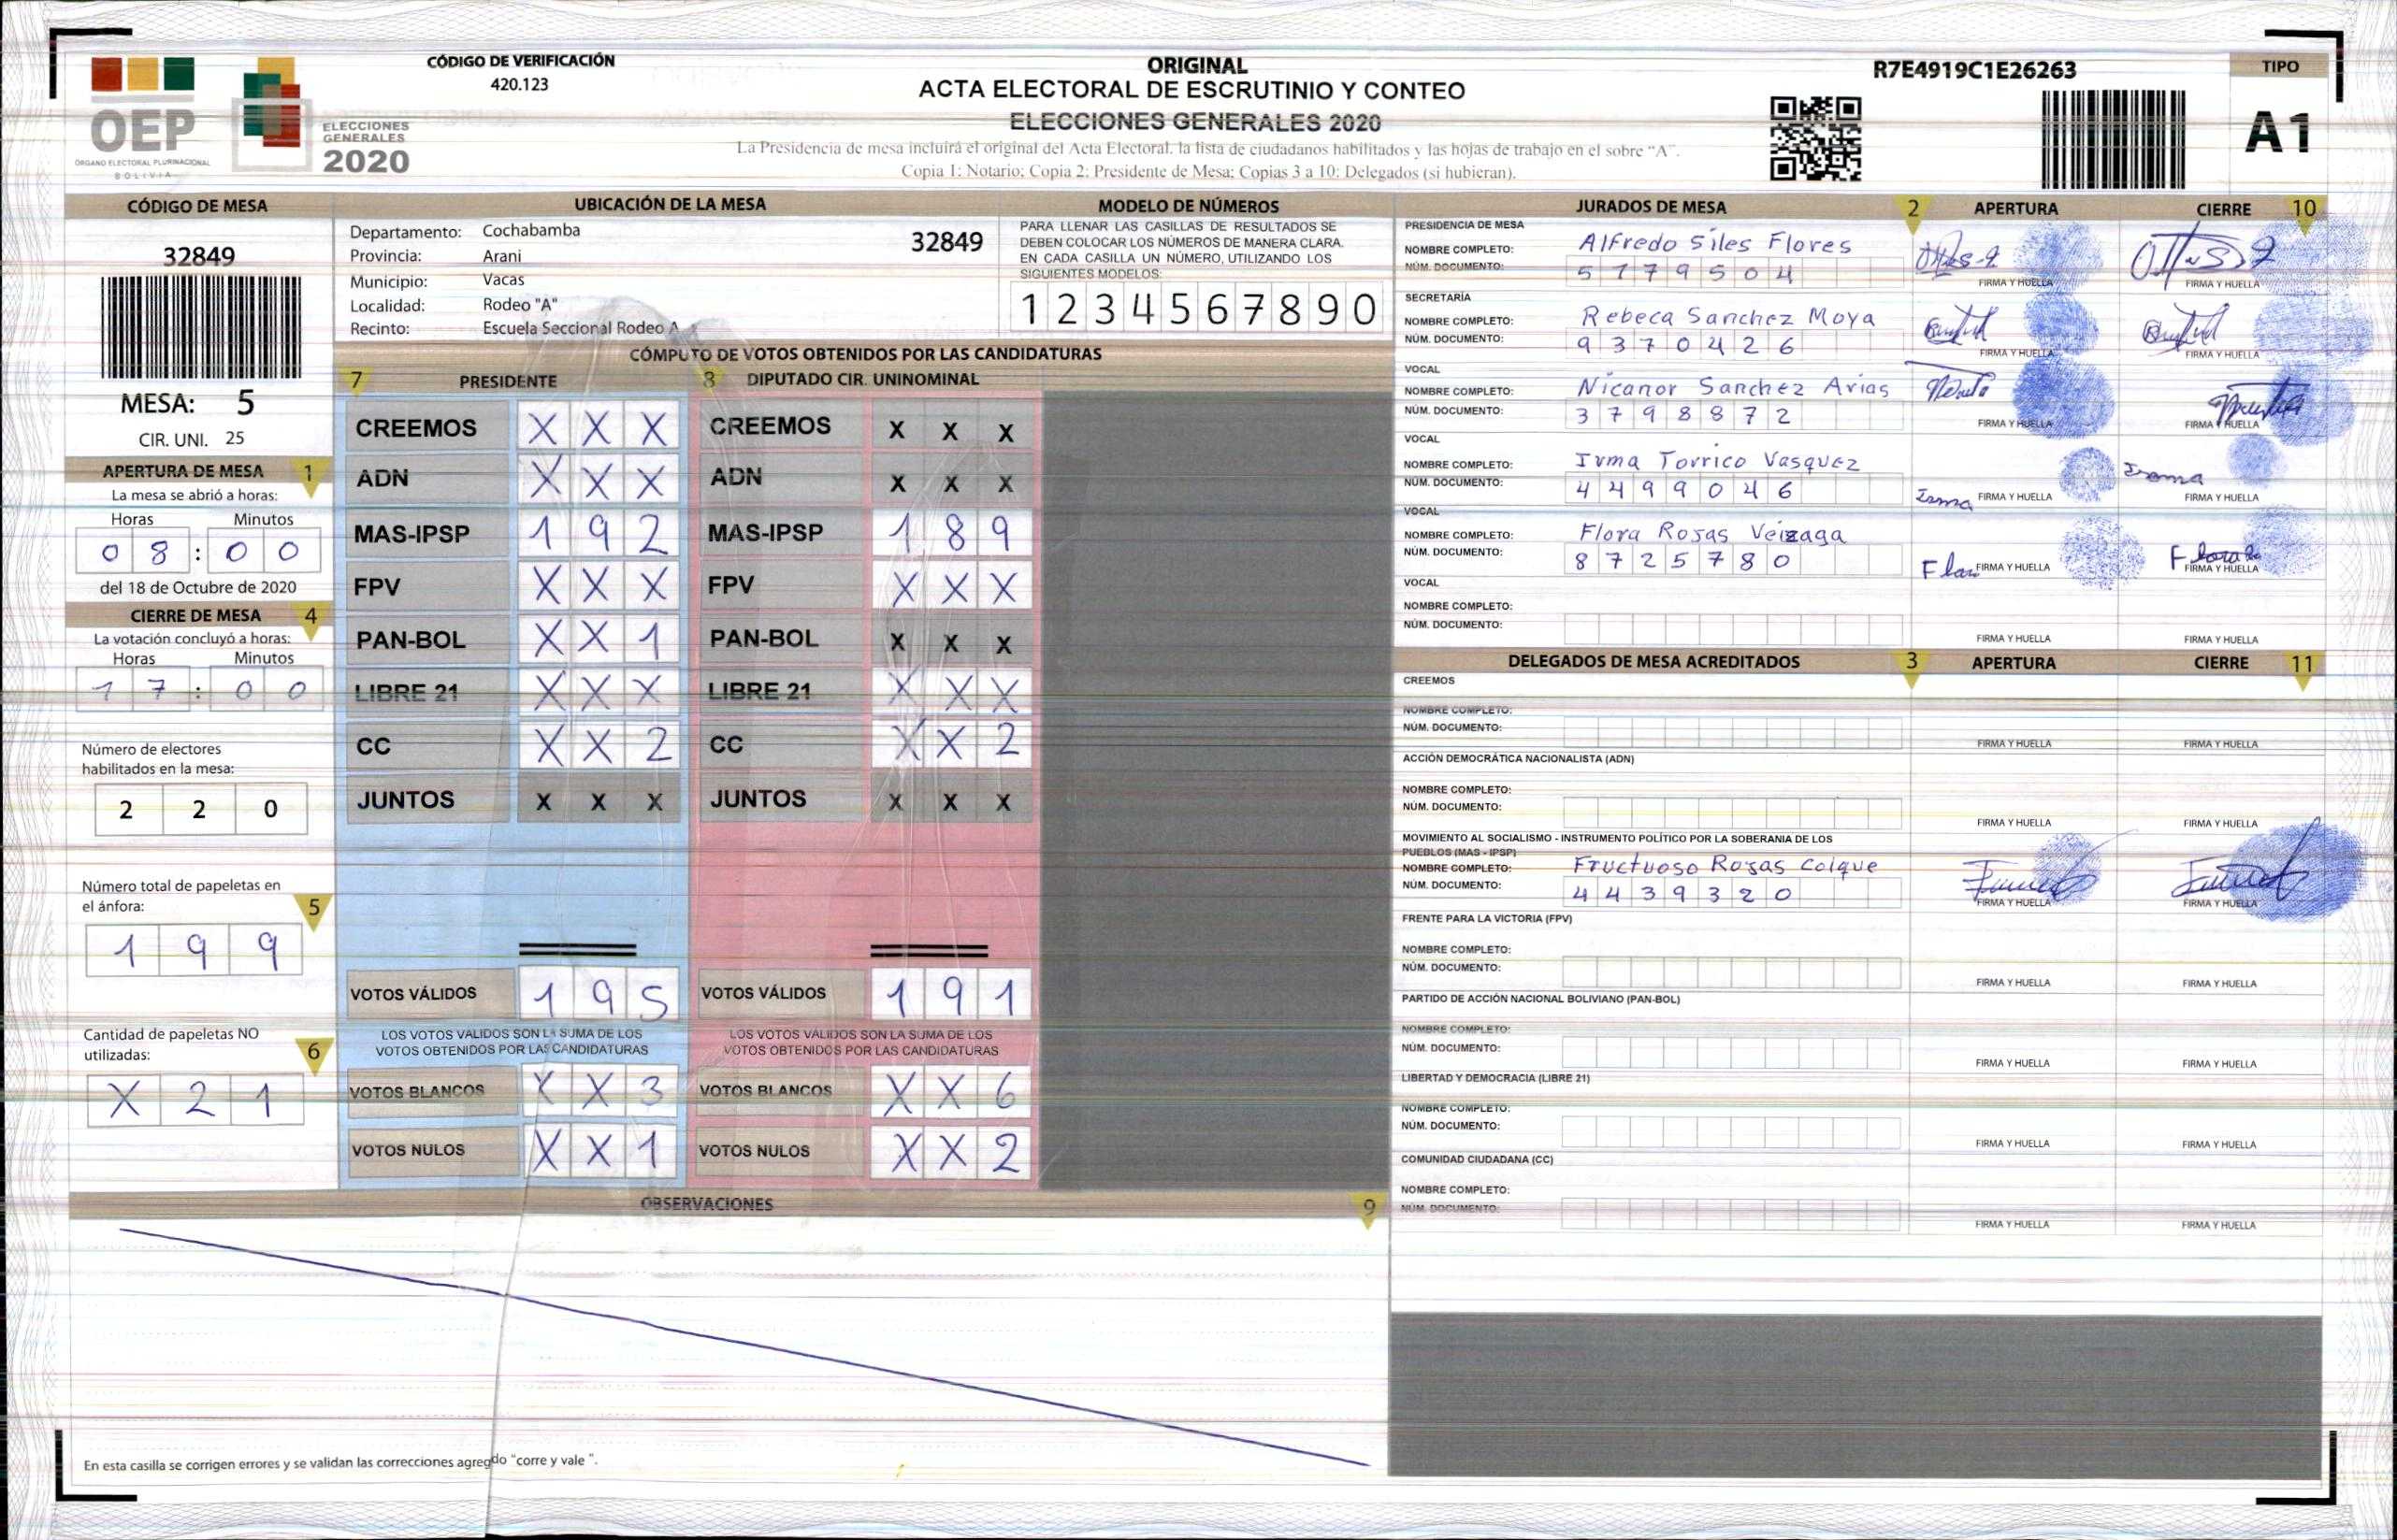 CÓDIGO DE VERIFICACIÓN
420.123
OEP
ÓRGANO ELECTORAL PLURINACIONAL
BOLIVIA
ELECCIONES
GENERALES
2020
ORIGINAL
ACTA ELECTORAL DE ESCRUTINIO Y CONTEO
ELECCIONES GENERALES 2020
La Presidencia de mesa incluirá el original del Acta Electoral, la lista de ciudadanos habilitados y las hojas de trabajo en el sobre "A".
Copia 1: Notario; Copia 2: Presidente de Mesa; Copias 3 a 10: Delegados (si hubieran).
R7E4919C1E26263
TIPO
A1
CÓDIGO DE MESA
32849
MESA: 5
CIR. UNI. 25
APERTURA DE MESA 1
La mesa se abrió a horas:
Horas Minutos
0 8 : 0 0
del 18 de Octubre de 2020
CIERRE DE MESA 4
La votación concluyó a horas:
Horas Minutos
1 7 : 0 0
Número de electores
habilitados en la mesa:
2 2 0
Número total de papeletas en
el ánfora: 5
1 9 9
Cantidad de papeletas NO
utilizadas: 6
X 2 1
UBICACIÓN DE LA MESA
Departamento: Cochabamba 32849
Provincia: Arani
Municipio: Vacas
Localidad: Rodeo "A"
Recinto: Escuela Seccional Rodeo A
MODELO DE NÚMEROS
PARA LLENAR LAS CASILLAS DE RESULTADOS SE
DEBEN COLOCAR LOS NÚMEROS DE MANERA CLARA.
EN CADA CASILLA UN NÚMERO, UTILIZANDO LOS
SIGUIENTES MODELOS:
1 2 3 4 5 6 7 8 9 0
CÓMPUTO DE VOTOS OBTENIDOS POR LAS CANDIDATURAS
7 PRESIDENTE 8 DIPUTADO CIR. UNINOMINAL
CREEMOS X X X CREEMOS X X X
ADN X X X ADN X X X
MAS-IPSP 1 9 2 MAS-IPSP 1 8 9
FPV X X X FPV X X X
PAN-BOL X X 1 PAN-BOL X X X
LIBRE 21 X X X LIBRE 21 X X X
CC X X 2 CC X X 2
JUNTOS X X X JUNTOS X X X
VOTOS VÁLIDOS 1 9 5 VOTOS VÁLIDOS 1 9 1
LOS VOTOS VÁLIDOS SON LA SUMA DE LOS LOS VOTOS VÁLIDOS SON LA SUMA DE LOS
VOTOS OBTENIDOS POR LAS CANDIDATURAS VOTOS OBTENIDOS POR LAS CANDIDATURAS
VOTOS BLANCOS X X 3 VOTOS BLANCOS X X 6
VOTOS NULOS X X 1 VOTOS NULOS X X 2
OBSERVACIONES 9
En esta casilla se corrigen errores y se validan las correcciones agregado "corre y vale ".
JURADOS DE MESA 2 APERTURA CIERRE 10
PRESIDENCIA DE MESA
NOMBRE COMPLETO: Alfredo Siles Flores
NÚM. DOCUMENTO: 5 7 7 9 5 0 4
FIRMA Y HUELLA FIRMA Y HUELLA
SECRETARIA
NOMBRE COMPLETO: Rebeca Sanchez Moya
NÚM. DOCUMENTO: 9 3 7 0 4 2 6
FIRMA Y HUELLA FIRMA Y HUELLA
VOCAL
NOMBRE COMPLETO: Nicanor Sanchez Arias
NÚM. DOCUMENTO: 3 7 9 8 8 7 2
FIRMA Y HUELLA FIRMA Y HUELLA
VOCAL
NOMBRE COMPLETO: Irma Torrico Vasquez
NÚM. DOCUMENTO: 4 4 9 9 0 4 6
Irma FIRMA Y HUELLA Irma FIRMA Y HUELLA
VOCAL
NOMBRE COMPLETO: Flora Rojas Veizaga
NÚM. DOCUMENTO: 8 7 2 5 7 8 0
FIRMA Y HUELLA FIRMA Y HUELLA
VOCAL
NOMBRE COMPLETO:
NÚM. DOCUMENTO:
FIRMA Y HUELLA FIRMA Y HUELLA
DELEGADOS DE MESA ACREDITADOS 3 APERTURA CIERRE 11
CREEMOS
NOMBRE COMPLETO:
NÚM. DOCUMENTO:
FIRMA Y HUELLA FIRMA Y HUELLA
ACCIÓN DEMOCRÁTICA NACIONALISTA (ADN)
NOMBRE COMPLETO:
NÚM. DOCUMENTO:
FIRMA Y HUELLA FIRMA Y HUELLA
MOVIMIENTO AL SOCIALISMO - INSTRUMENTO POLÍTICO POR LA SOBERANIA DE LOS
PUEBLOS (MAS - IPSP)
NOMBRE COMPLETO: Fructuoso Rojas Colque
NÚM. DOCUMENTO: 4 4 3 9 3 2 0
FIRMA Y HUELLA FIRMA Y HUELLA
FRENTE PARA LA VICTORIA (FPV)
NOMBRE COMPLETO:
NÚM. DOCUMENTO:
FIRMA Y HUELLA FIRMA Y HUELLA
PARTIDO DE ACCIÓN NACIONAL BOLIVIANO (PAN-BOL)
NOMBRE COMPLETO:
NÚM. DOCUMENTO:
FIRMA Y HUELLA FIRMA Y HUELLA
LIBERTAD Y DEMOCRACIA (LIBRE 21)
NOMBRE COMPLETO:
NÚM. DOCUMENTO:
FIRMA Y HUELLA FIRMA Y HUELLA
COMUNIDAD CIUDADANA (CC)
NOMBRE COMPLETO:
NÚM. DOCUMENTO:
FIRMA Y HUELLA FIRMA Y HUELLA